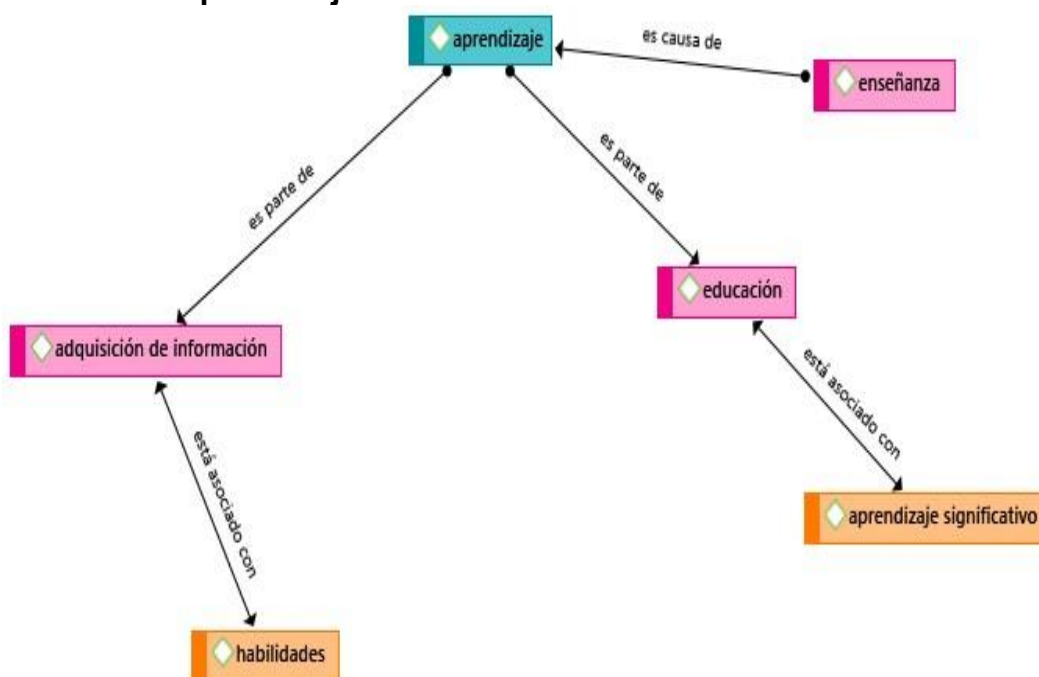 aprendizaje
es causa de
enseñanza
es parte de
es parte de
educación
adquisición de información
está asociado con
está asociado con
aprendizaje significativo
habilidades